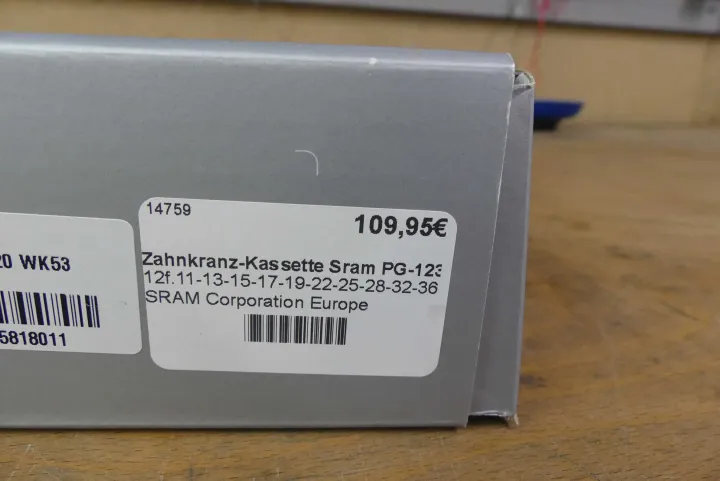 20 WK53
5818011
14759
109,95€
Zahnkranz-Kassette Sram PG-123
12f.11-13-15-17-19-22-25-28-32-36
SRAM Corporation Europe